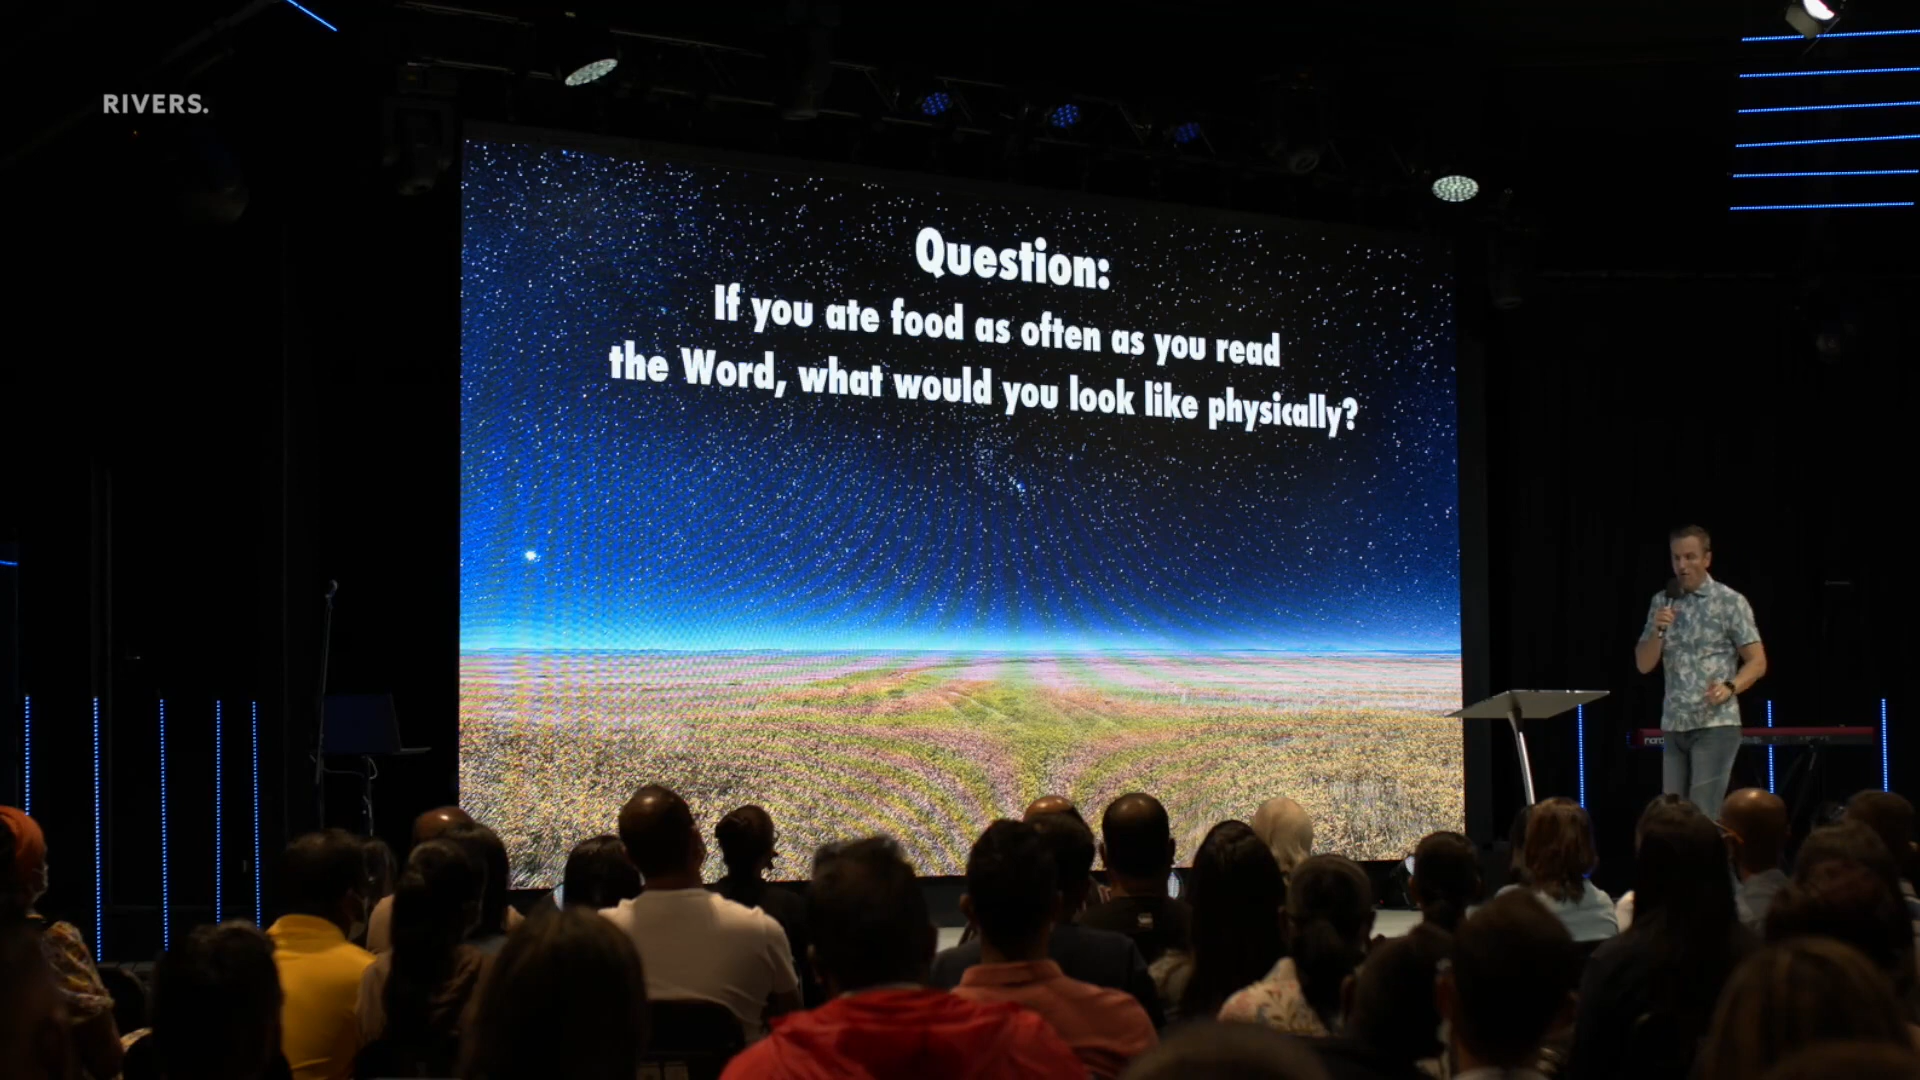 RIVERS.
Question:
If you ate food as often as you read
the Word, what would you look like physically?
nord